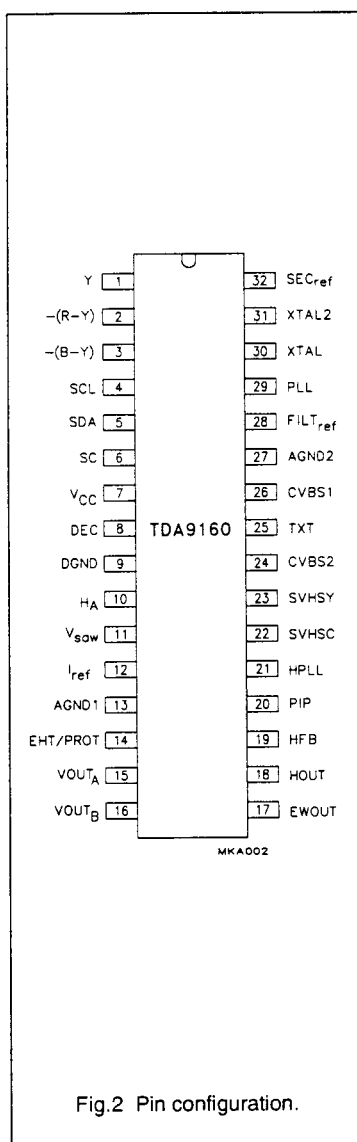 Y 1 32 SECref
-(R-Y) 2 31 XTAL2
-(B-Y) 3 30 XTAL
SCL 4 29 PLL
SDA 5 28 FILTref
SC 6 27 AGND2
VCC 7 26 CVBS1
DEC 8 TDA9160 25 TXT
DGND 9 24 CVBS2
HA 10 23 SVHSY
Vsaw 11 22 SVHSC
Iref 12 21 HPLL
AGND1 13 20 PIP
EHT/PROT 14 19 HFB
VOUTA 15 18 HOUT
VOUTB 16 17 EWOUT
MKA002
Fig.2 Pin configuration.